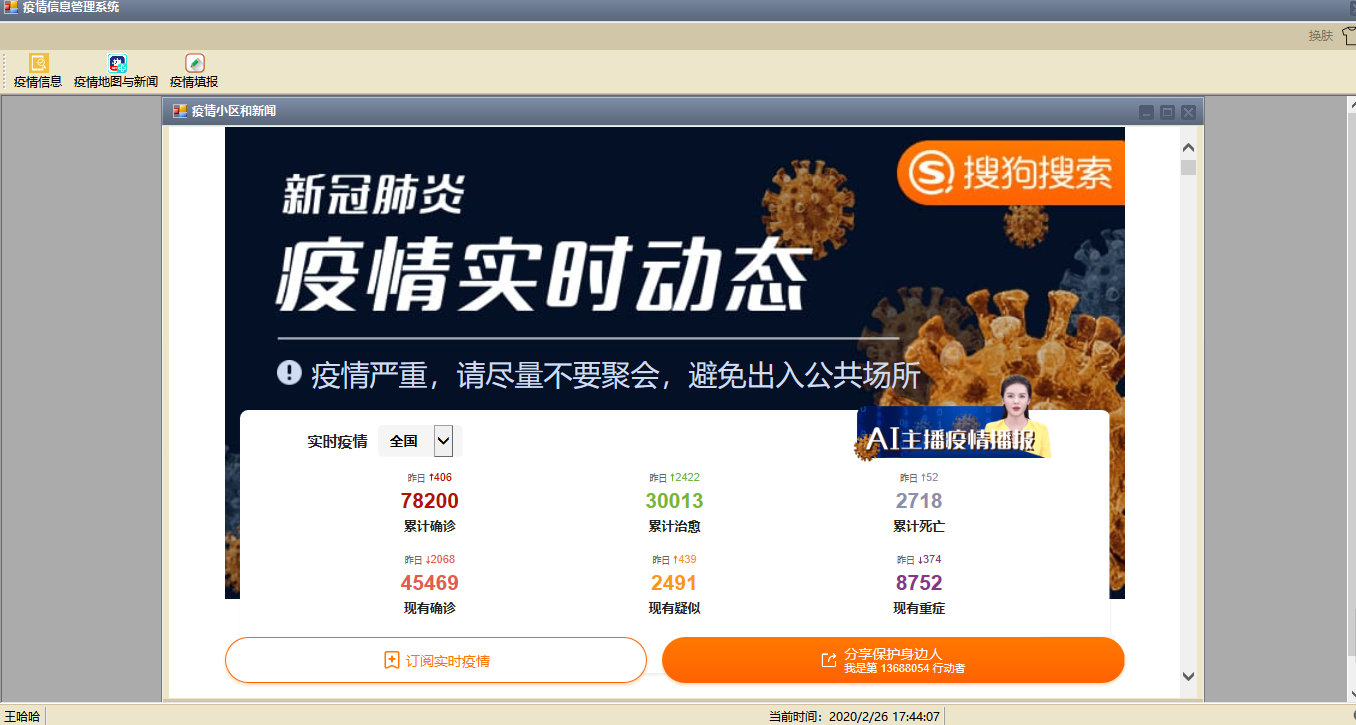 疫情信息管理系统
换肤
疫情信息 疫情地图与新闻 疫情填报
疫情小区和新闻
搜狗搜索
新冠肺炎
疫情实时动态
疫情严重，请尽量不要聚会，避免出入公共场所
实时疫情 全国
AI主播疫情播报
昨日 ↑406 昨日 ↑2422 昨日 ↑52
78200 30013 2718
累计确诊 累计治愈 累计死亡
昨日 ↓2068 昨日 ↑439 昨日 ↓374
45469 2491 8752
现有确诊 现有疑似 现有重症
订阅实时疫情
分享保护身边人
我是第 13688054 行动者
王哈哈 当前时间：2020/2/26 17:44:07